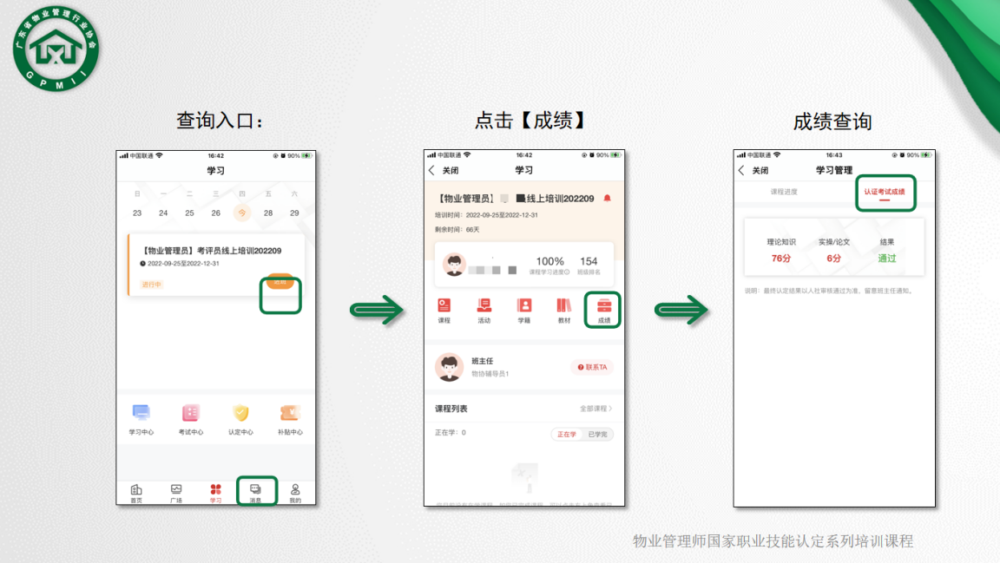 广东省物业管理行业协会
GPMII
查询入口：
点击【成绩】
成绩查询
中国联通 16:42 90%
学习
日 一 二 三 四 五 六
23 24 25 26 今 28 29
【物业管理员】考评员线上培训202209
2022-09-25至2022-12-31
进行中
学习中心 考试中心 认定中心 补贴中心
首页 广场 学习 消息 我的
中国联通 16:42 90%
关闭 学习
【物业管理员】 线上培训202209
培训时间：2022-09-25至2022-12-31
剩余时间：66天
100% 154
课程学习进度 班级排名
课程 活动 学籍 教材 成绩
班主任
物协辅导员1
联系TA
课程列表 全部课程
正在学：0 正在学 已学完
中国联通 16:43 90%
关闭 学习管理
课程进度 认证考试成绩
理论知识 实操/论文 结果
76分 6分 通过
说明：最终认定结果以人社审核通过为准，留意班主任通知。
物业管理师国家职业技能认定系列培训课程